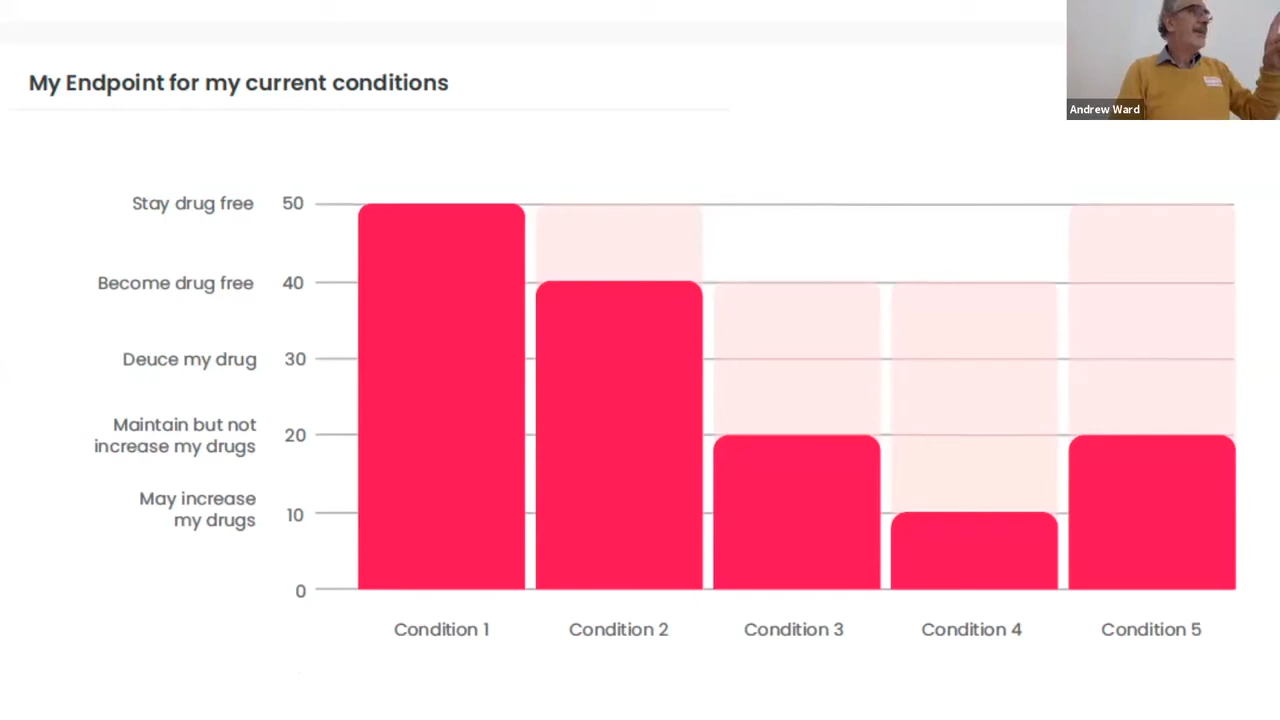 My Endpoint for my current conditions
Andrew Ward
Stay drug free 50
Become drug free 40
Deuce my drug 30
Maintain but not
increase my drugs 20
May increase
my drugs 10
0
Condition 1 Condition 2 Condition 3 Condition 4 Condition 5